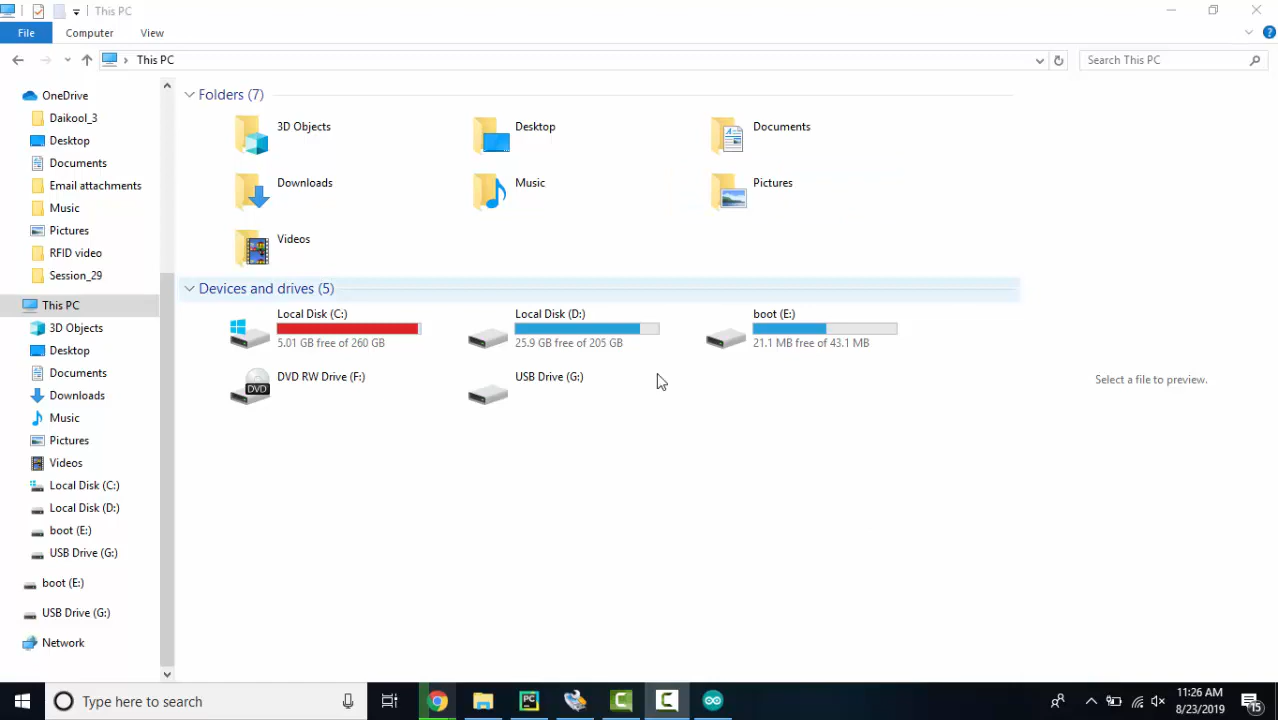 This PC
File
Computer
View
This PC
Search This PC
OneDrive
Daikool_3
Desktop
Documents
Email attachments
Music
Pictures
RFID video
Session_29
This PC
3D Objects
Desktop
Documents
Downloads
Music
Pictures
Videos
Local Disk (C:)
Local Disk (D:)
boot (E:)
USB Drive (G:)
boot (E:)
USB Drive (G:)
Network
Folders (7)
3D Objects
Desktop
Documents
Downloads
Music
Pictures
Videos
Devices and drives (5)
Local Disk (C:)
5.01 GB free of 260 GB
Local Disk (D:)
25.9 GB free of 205 GB
boot (E:)
21.1 MB free of 43.1 MB
DVD RW Drive (F:)
DVD
USB Drive (G:)
Select a file to preview.
Type here to search
PC
11:26 AM
8/23/2019
15